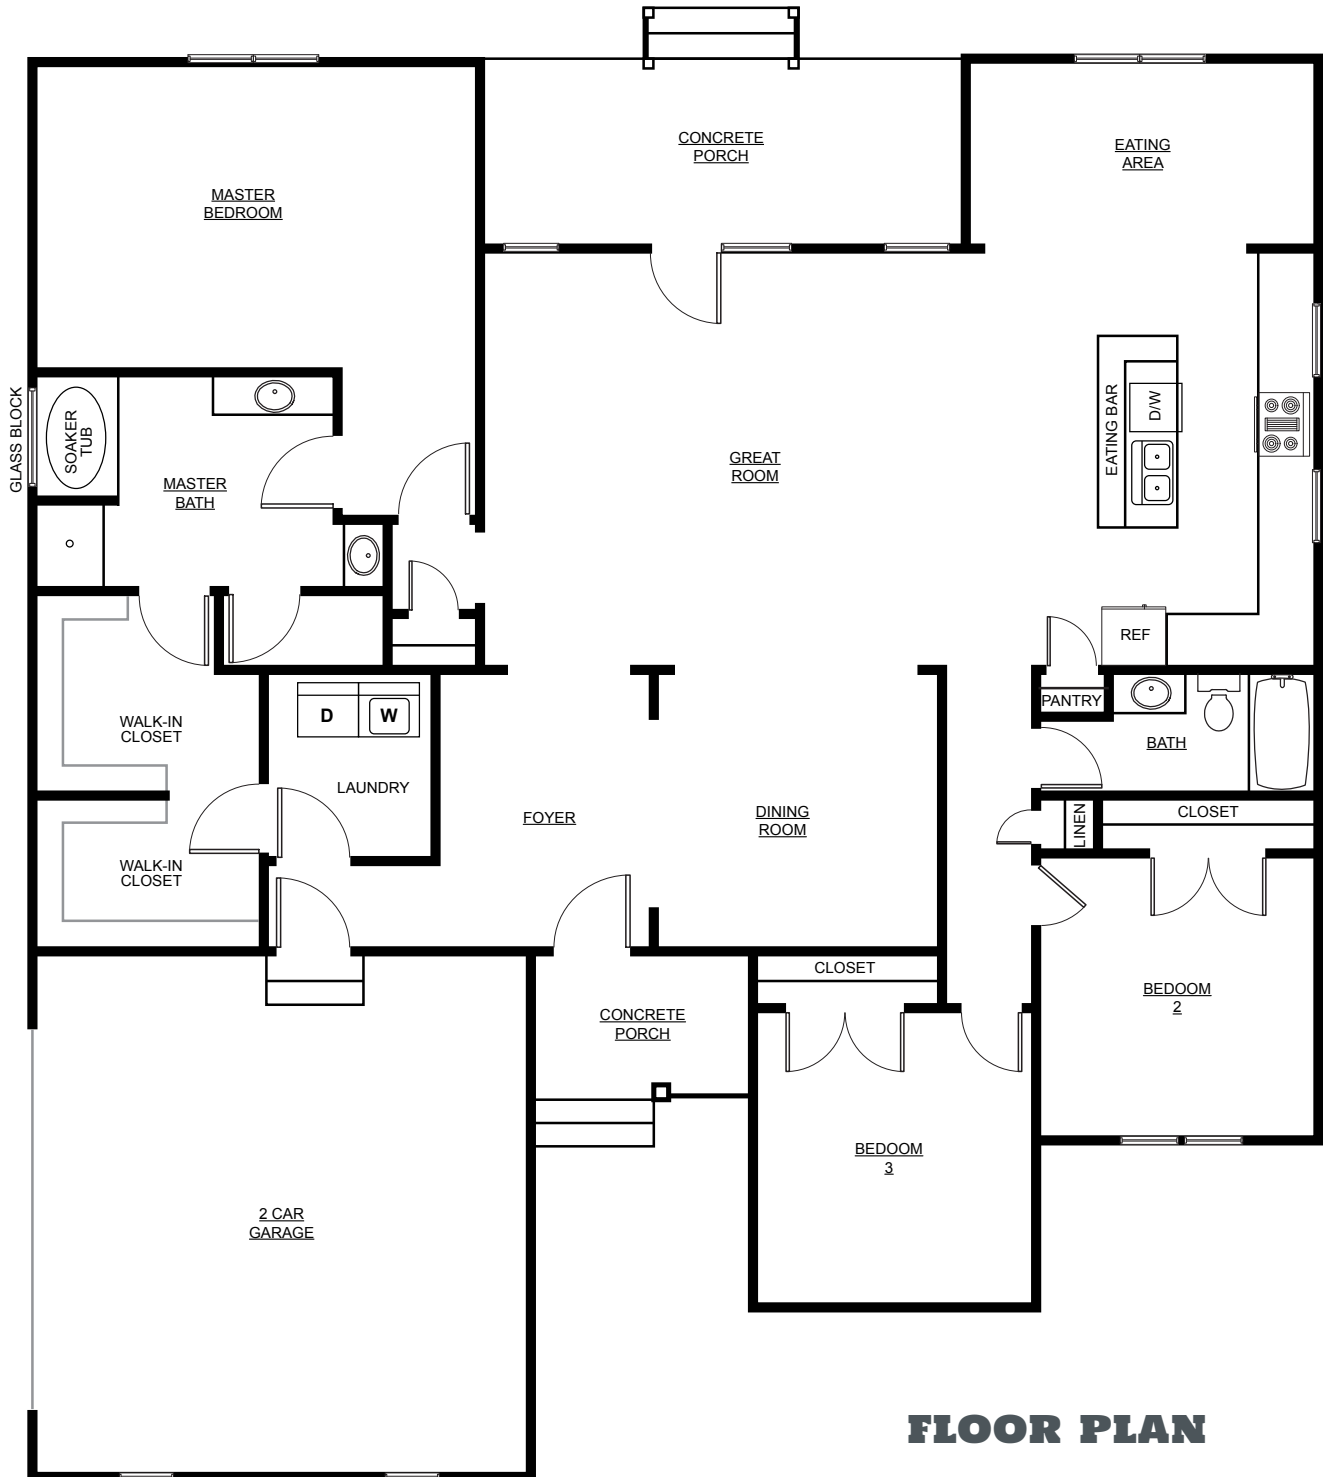 CONCRETE
PORCH
EATING
AREA
MASTER
BEDROOM
GLASS BLOCK
SOAKER
TUB
MASTER
BATH
GREAT
ROOM
EATING BAR
D/W
REF
PANTRY
BATH
D
W
LAUNDRY
WALK-IN
CLOSET
WALK-IN
CLOSET
FOYER
DINING
ROOM
LINEN
CLOSET
CLOSET
BEDOOM
2
CONCRETE
PORCH
BEDOOM
3
2 CAR
GARAGE
FLOOR PLAN